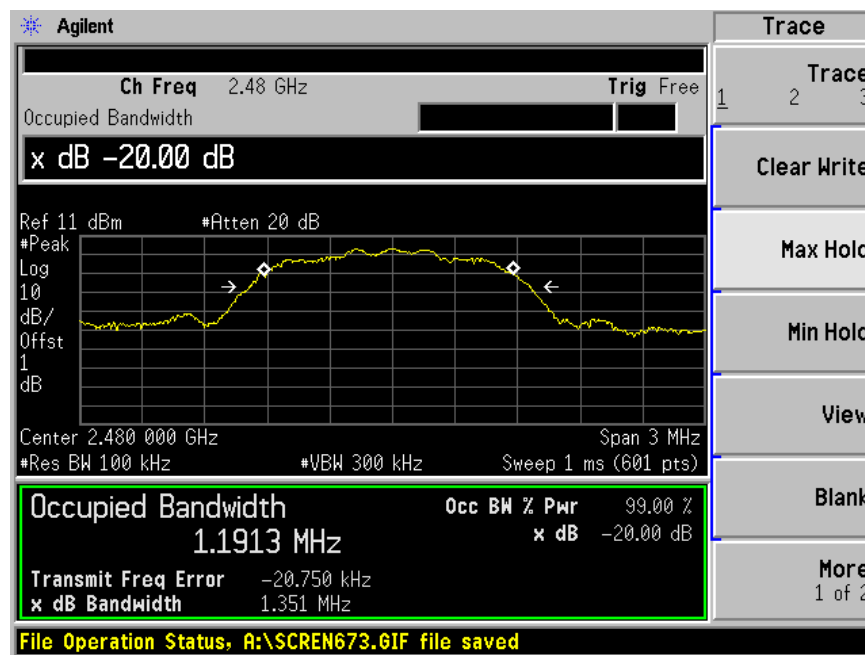 Agilent
Trace
Ch Freq 2.48 GHz Trig Free
Occupied Bandwidth
x dB -20.00 dB
Ref 11 dBm #Atten 20 dB
#Peak
Log
10
dB/
Offst
1
dB
Center 2.480 000 GHz Span 3 MHz
#Res BW 100 kHz #VBW 300 kHz Sweep 1 ms (601 pts)
Occupied Bandwidth Occ BW % Pwr 99.00 %
1.1913 MHz x dB -20.00 dB
Transmit Freq Error -20.750 kHz
x dB Bandwidth 1.351 MHz
File Operation Status, A:\SCREN673.GIF file saved
Trace
1 2 3
Clear Write
Max Hold
Min Hold
View
Blank
More
1 of 2